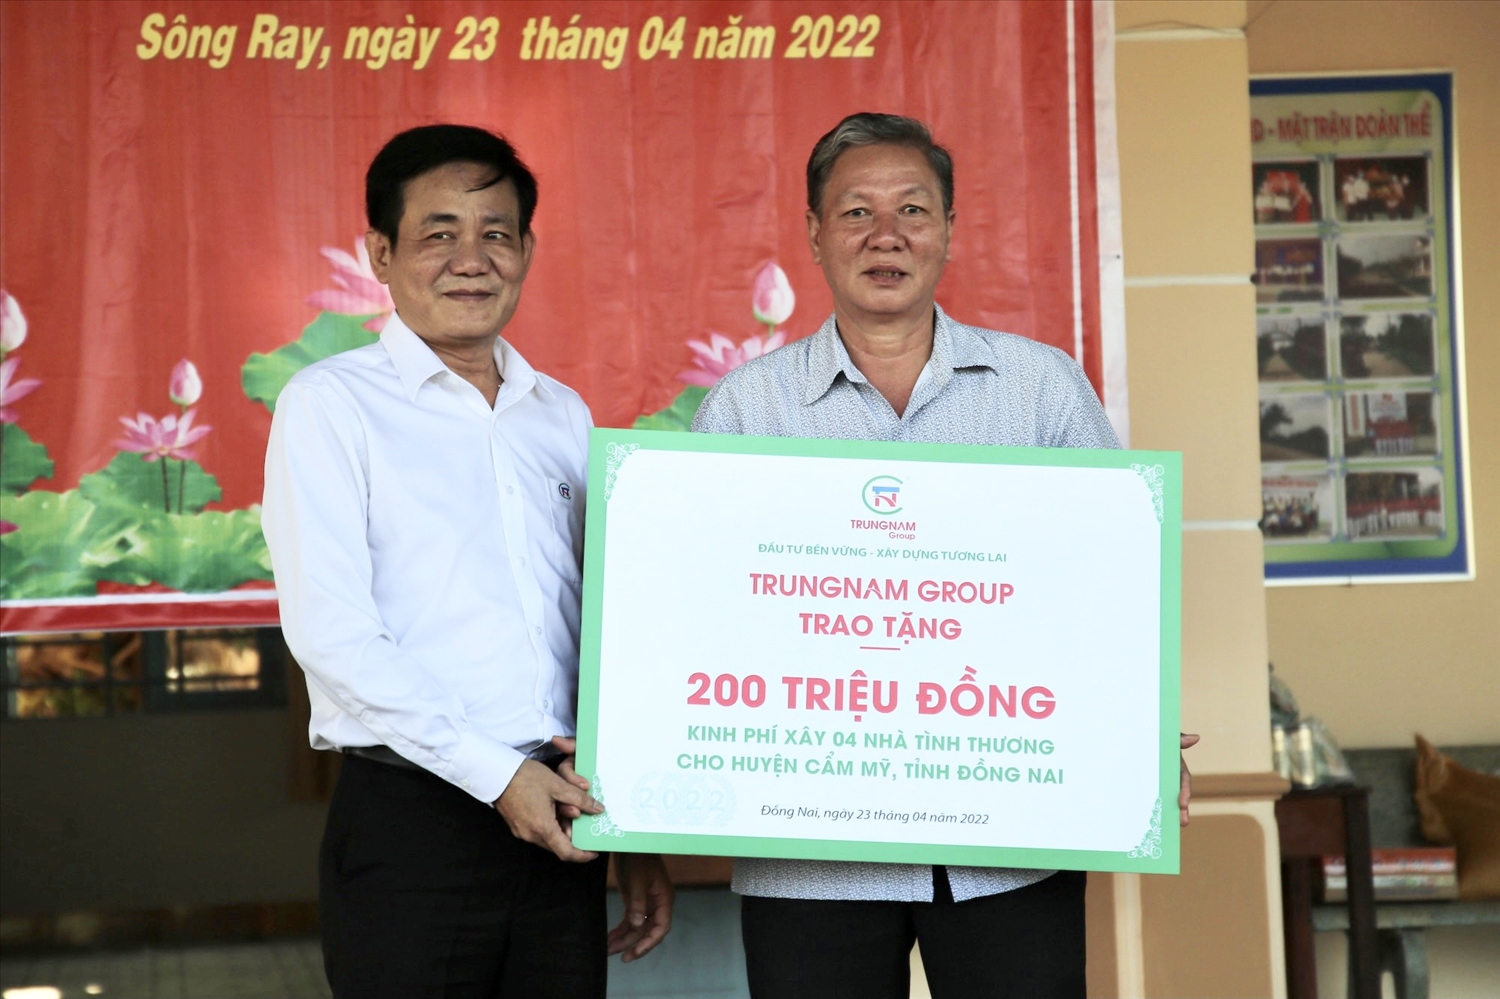 Sông Ray, ngày 23 tháng 04 năm 2022
D - MẶT TRẬN ĐOÀN THỂ
TRUNGNAM
Group
ĐẦU TƯ BỀN VỮNG - XÂY DỰNG TƯƠNG LAI
TRUNGNAM GROUP
TRAO TẶNG
200 TRIỆU ĐỒNG
KINH PHÍ XÂY 04 NHÀ TÌNH THƯƠNG
CHO HUYỆN CẨM MỸ, TỈNH ĐỒNG NAI
2022
Đồng Nai, ngày 23 tháng 04 năm 2022